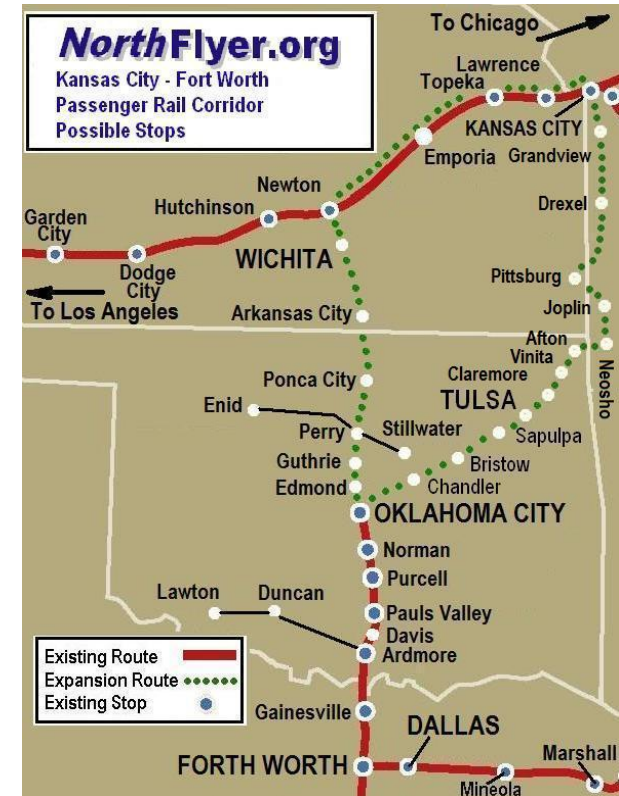 NorthFlyer.org
Kansas City - Fort Worth
Passenger Rail Corridor
Possible Stops
To Chicago
Lawrence
Topeka
KANSAS CITY
Emporia
Grandview
Newton
Hutchinson
Drexel
Garden
City
WICHITA
Dodge
City
Pittsburg
To Los Angeles
Arkansas City
Joplin
Afton
Vinita
Neosho
Claremore
Ponca City
TULSA
Enid
Perry
Stillwater
Sapulpa
Guthrie
Bristow
Edmond
Chandler
OKLAHOMA CITY
Norman
Purcell
Lawton
Duncan
Pauls Valley
Davis
Ardmore
Existing Route
Expansion Route
Existing Stop
Gainesville
DALLAS
FORTH WORTH
Marshall
Mineola